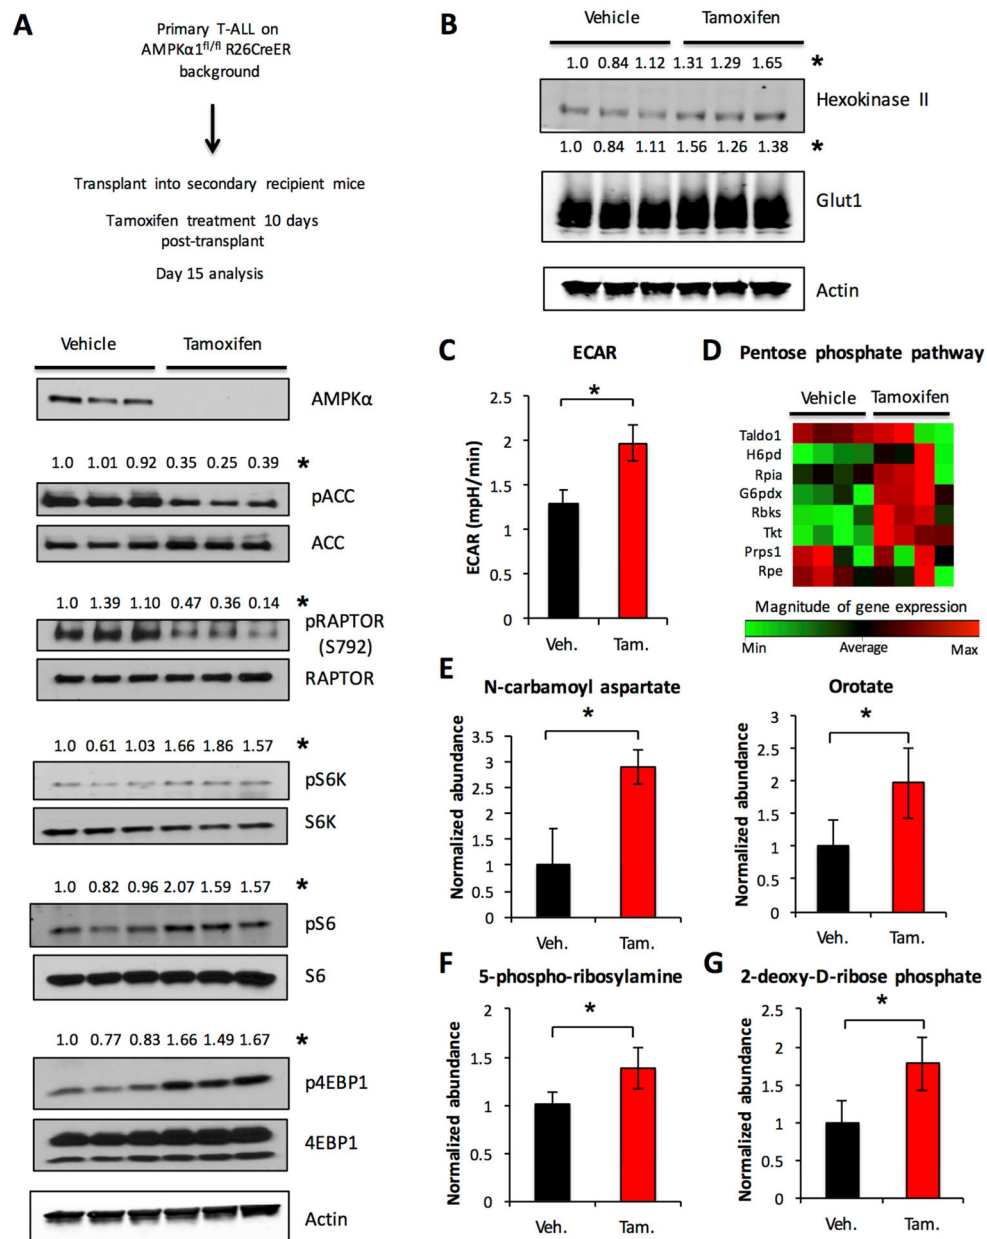 A
Primary T-ALL on
AMPKα1fl/fl R26CreER
background
Transplant into secondary recipient mice
Tamoxifen treatment 10 days
post-transplant
Day 15 analysis
Vehicle Tamoxifen
AMPKα
1.0 1.01 0.92 0.35 0.25 0.39 *
pACC
ACC
1.0 1.39 1.10 0.47 0.36 0.14 *
pRAPTOR
(S792)
RAPTOR
1.0 0.61 1.03 1.66 1.86 1.57 *
pS6K
S6K
1.0 0.82 0.96 2.07 1.59 1.57 *
pS6
S6
1.0 0.77 0.83 1.66 1.49 1.67 *
p4EBP1
4EBP1
Actin
B
Vehicle Tamoxifen
1.0 0.84 1.12 1.31 1.29 1.65 *
Hexokinase II
1.0 0.84 1.11 1.56 1.26 1.38 *
Glut1
Actin
C
ECAR
*
ECAR (mpH/min)
2.5
2
1.5
1
0.5
0
Veh. Tam.
D Pentose phosphate pathway
Vehicle Tamoxifen
Taldo1
H6pd
Rpia
G6pdx
Rbks
Tkt
Prps1
Rpe
Magnitude of gene expression
Min Average Max
E
N-carbamoyl aspartate
*
Normalized abundance
3.5
3
2.5
2
1.5
1
0.5
0
Veh. Tam.
Orotate
*
Normalized abundance
3
2.5
2
1.5
1
0.5
0
Veh. Tam.
F
5-phospho-ribosylamine
*
Normalized abundance
2
1.5
1
0.5
0
Veh. Tam.
G
2-deoxy-D-ribose phosphate
*
Normalized abundance
2.5
2
1.5
1
0.5
0
Veh. Tam.